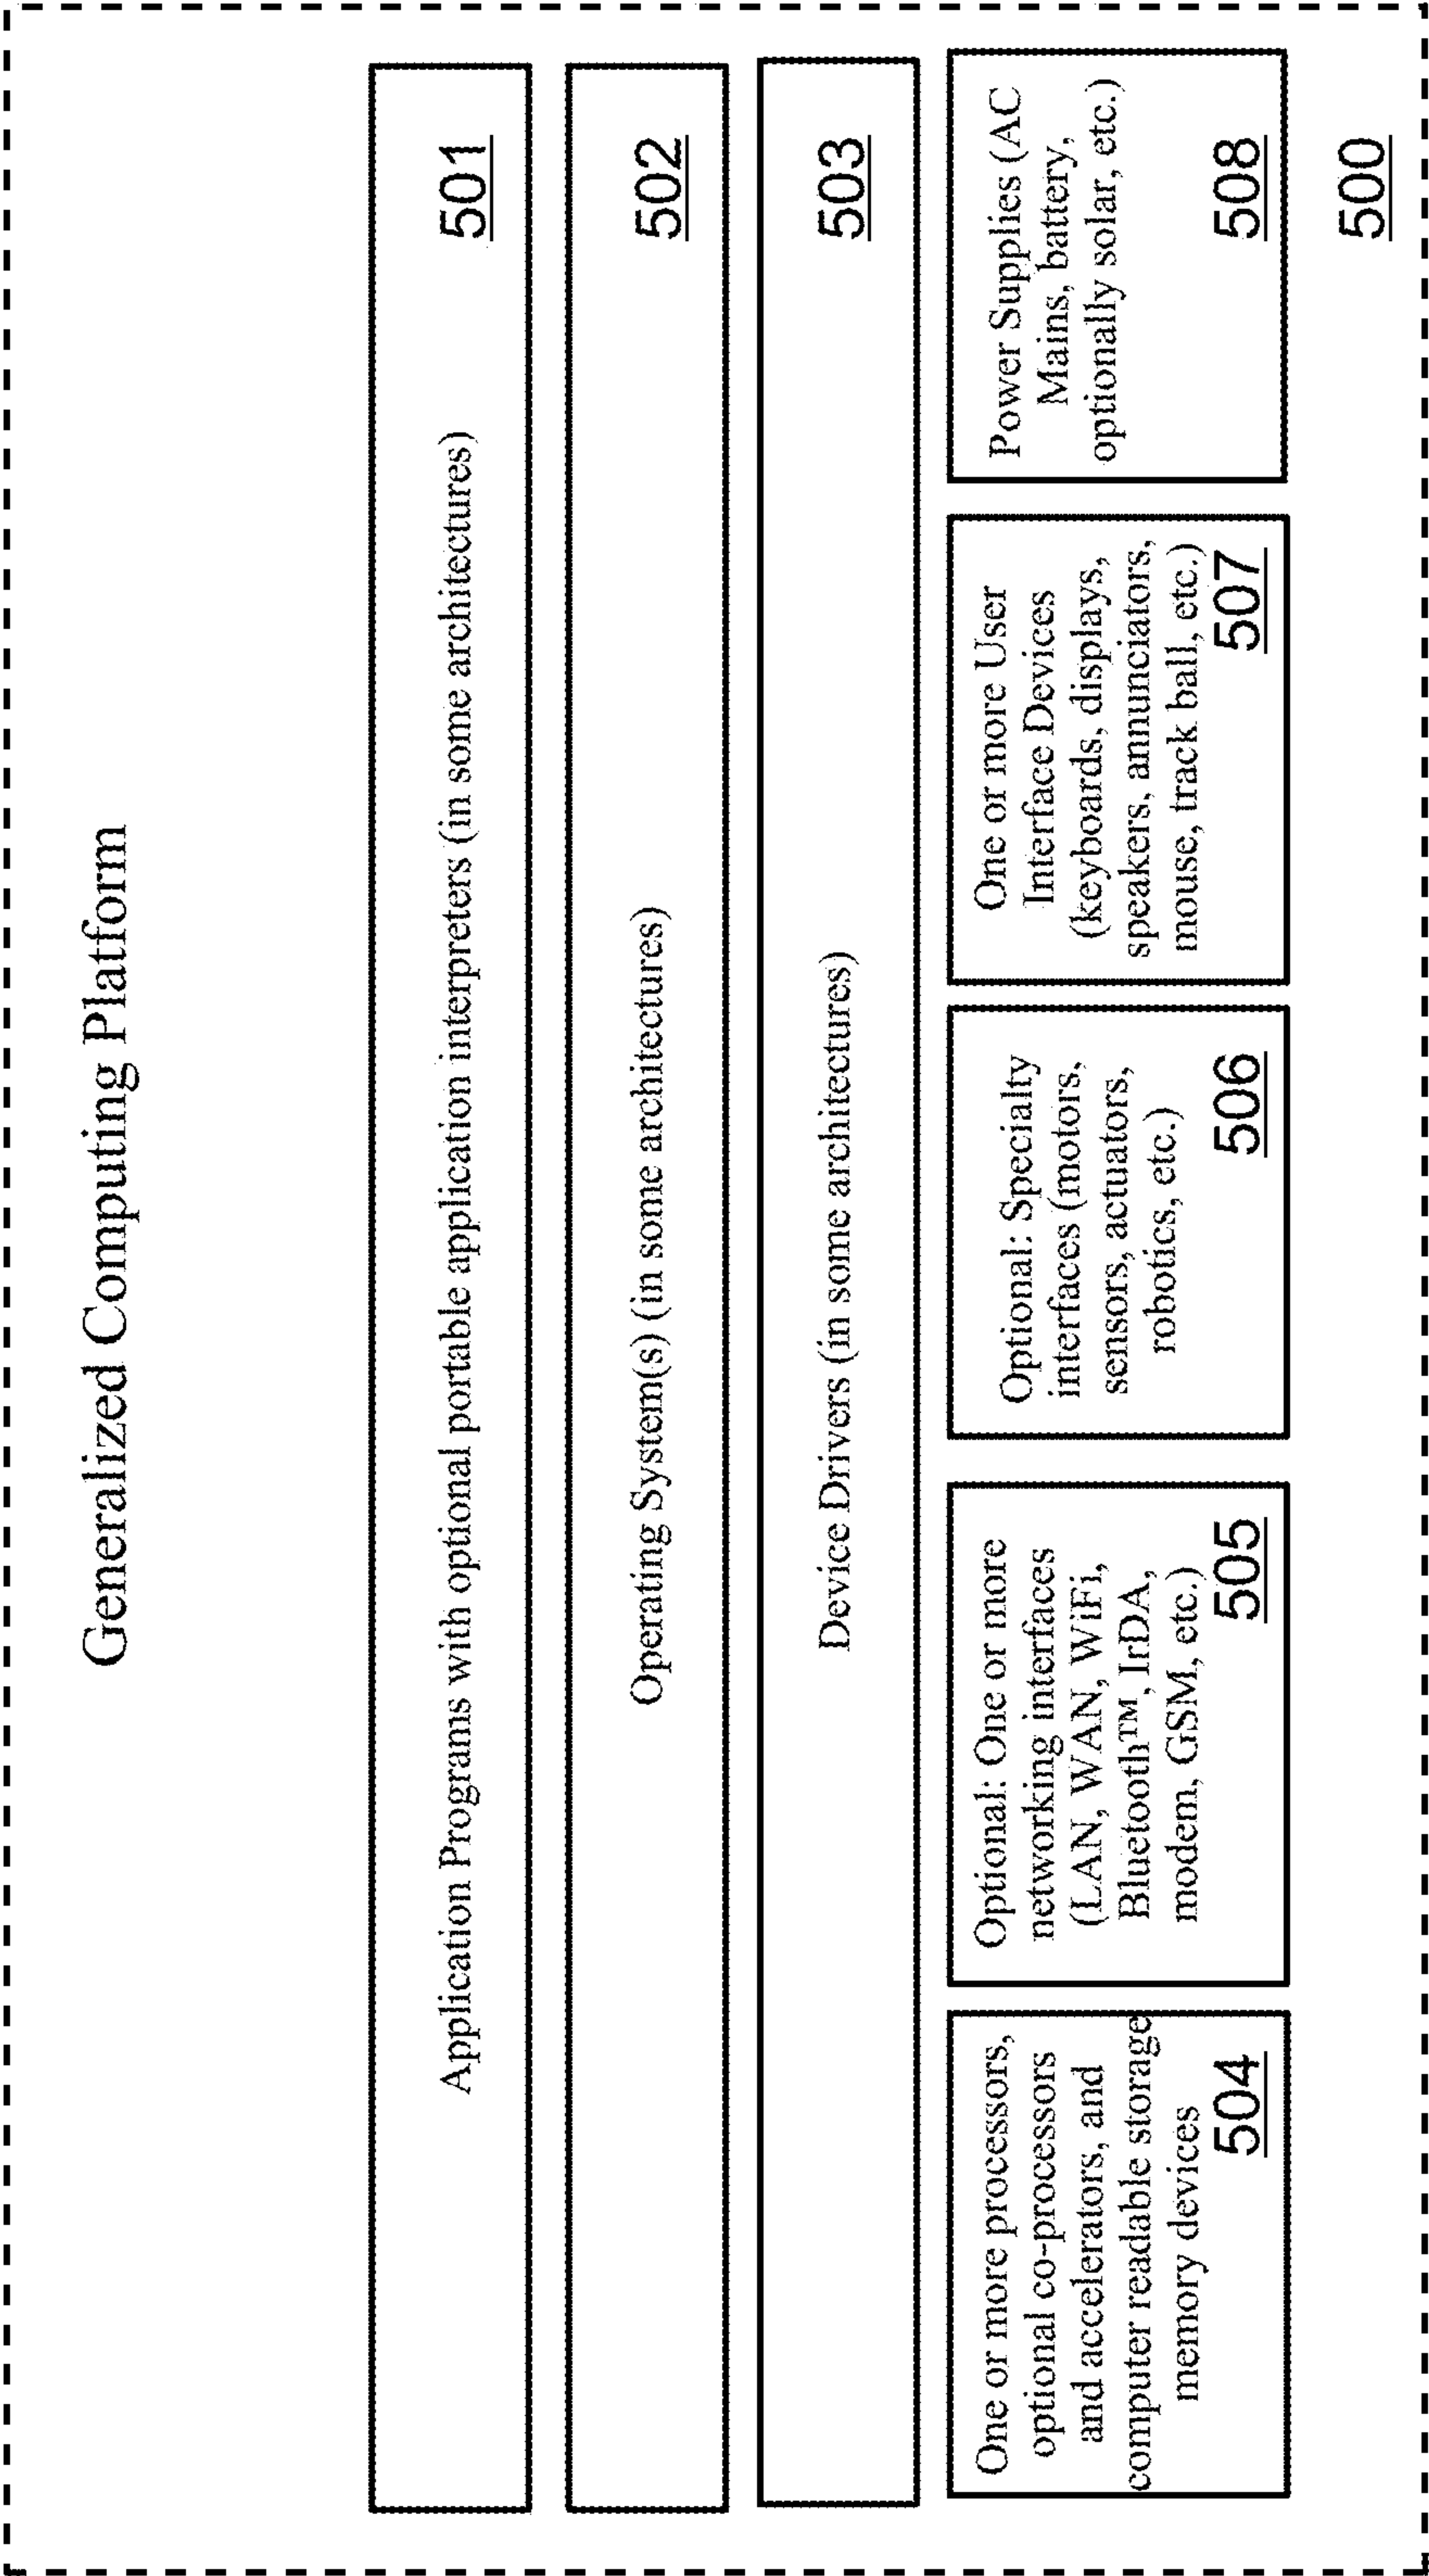 Generalized Computing Platform
Application Programs with optional portable application interpreters (in some architectures)
501
Operating System(s) (in some architectures)
502
Device Drivers (in some architectures)
503
One or more processors,
optional co-processors
and accelerators, and
computer readable storage
memory devices
504
Optional: One or more
networking interfaces
(LAN, WAN, WiFi,
Bluetooth™, IrDA,
modem, GSM, etc.)
505
Optional: Specialty
interfaces (motors,
sensors, actuators,
robotics, etc.)
506
One or more User
Interface Devices
(keyboards, displays,
speakers, annunciators,
mouse, track ball, etc.)
507
Power Supplies (AC
Mains, battery,
optionally solar, etc.)
508
500